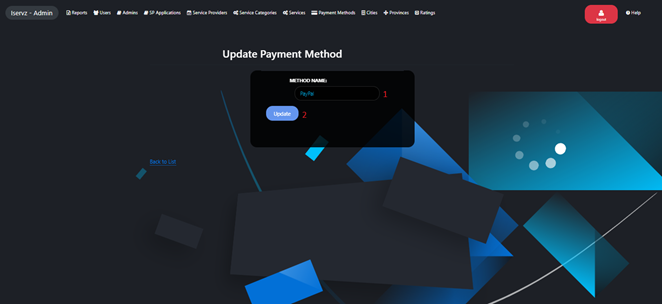 Iservz - Admin
Reports Users Admins SP Applications Service Providers Service Categories Services Payment Methods Cities Provinces Ratings
logout
Help
Update Payment Method
METHOD NAME:
PayPal 1
Update 2
Back to List